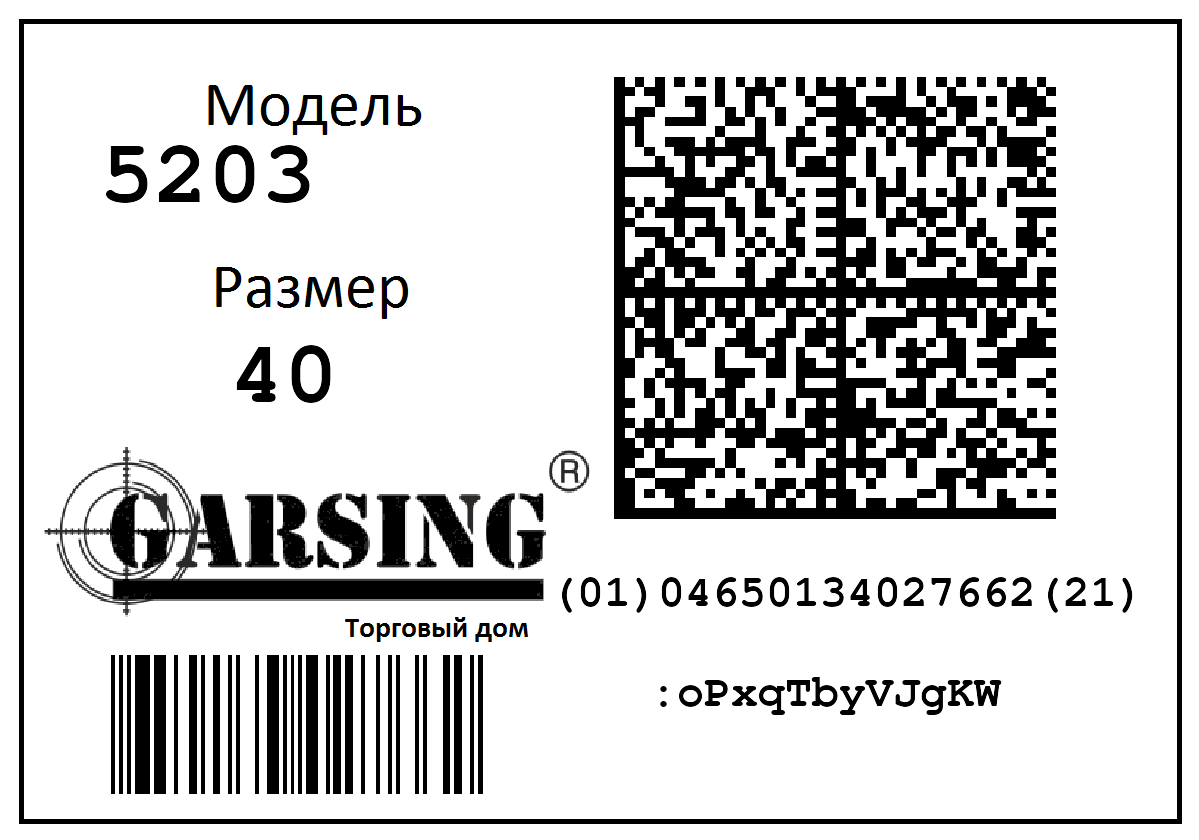 Модель
5203
Размер
40
GARSING®
Торговый дом
(01)04650134027662(21)
:oPxqTbyVJgKW